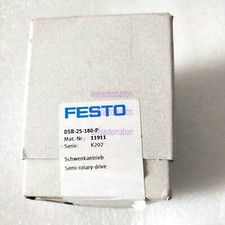 FESTO
DSR-25-180-P
Mat.-Nr.: 11911
Serie: K202
Schwenkantrieb
Semi rotary drive